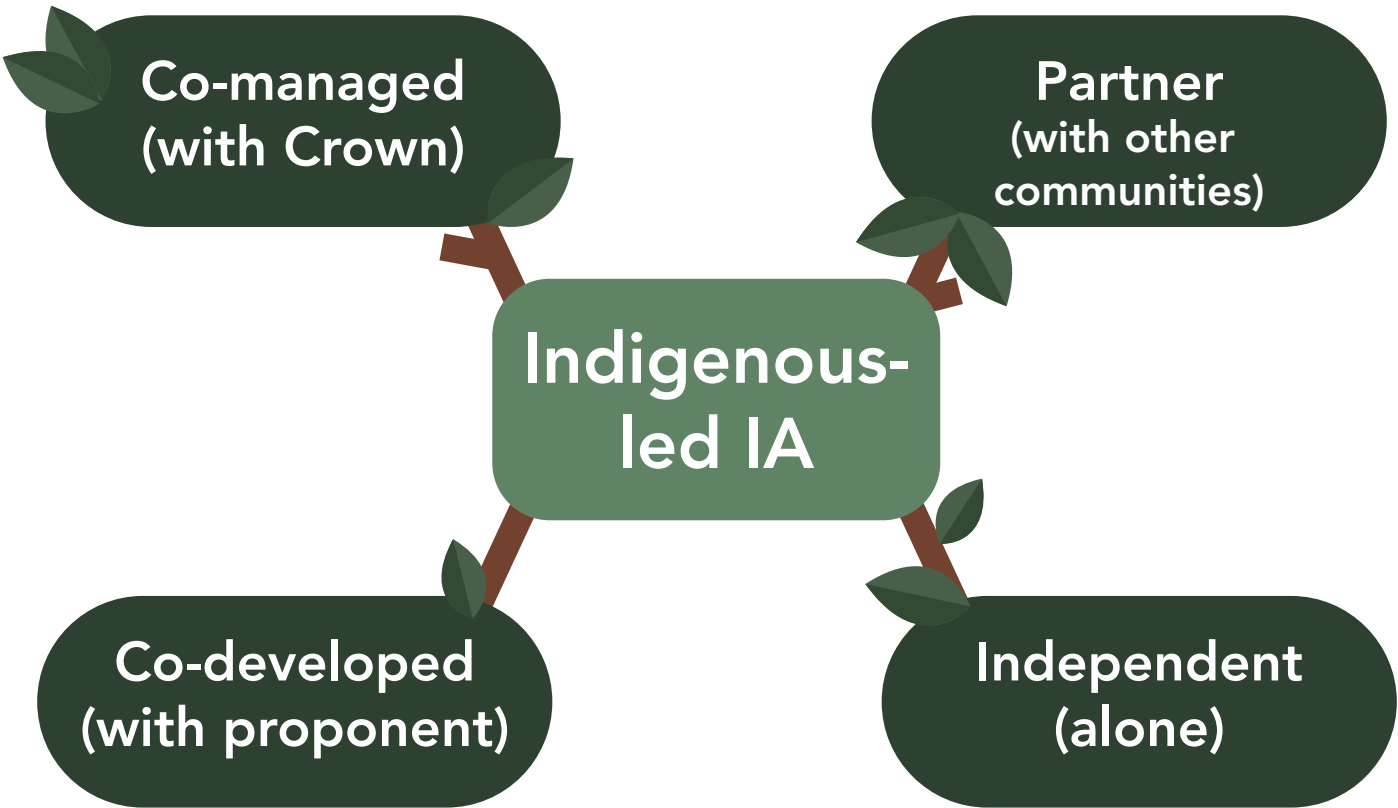 Co-managed
(with Crown)
Partner
(with other
communities)
Indigenous-
led IA
Co-developed
(with proponent)
Independent
(alone)